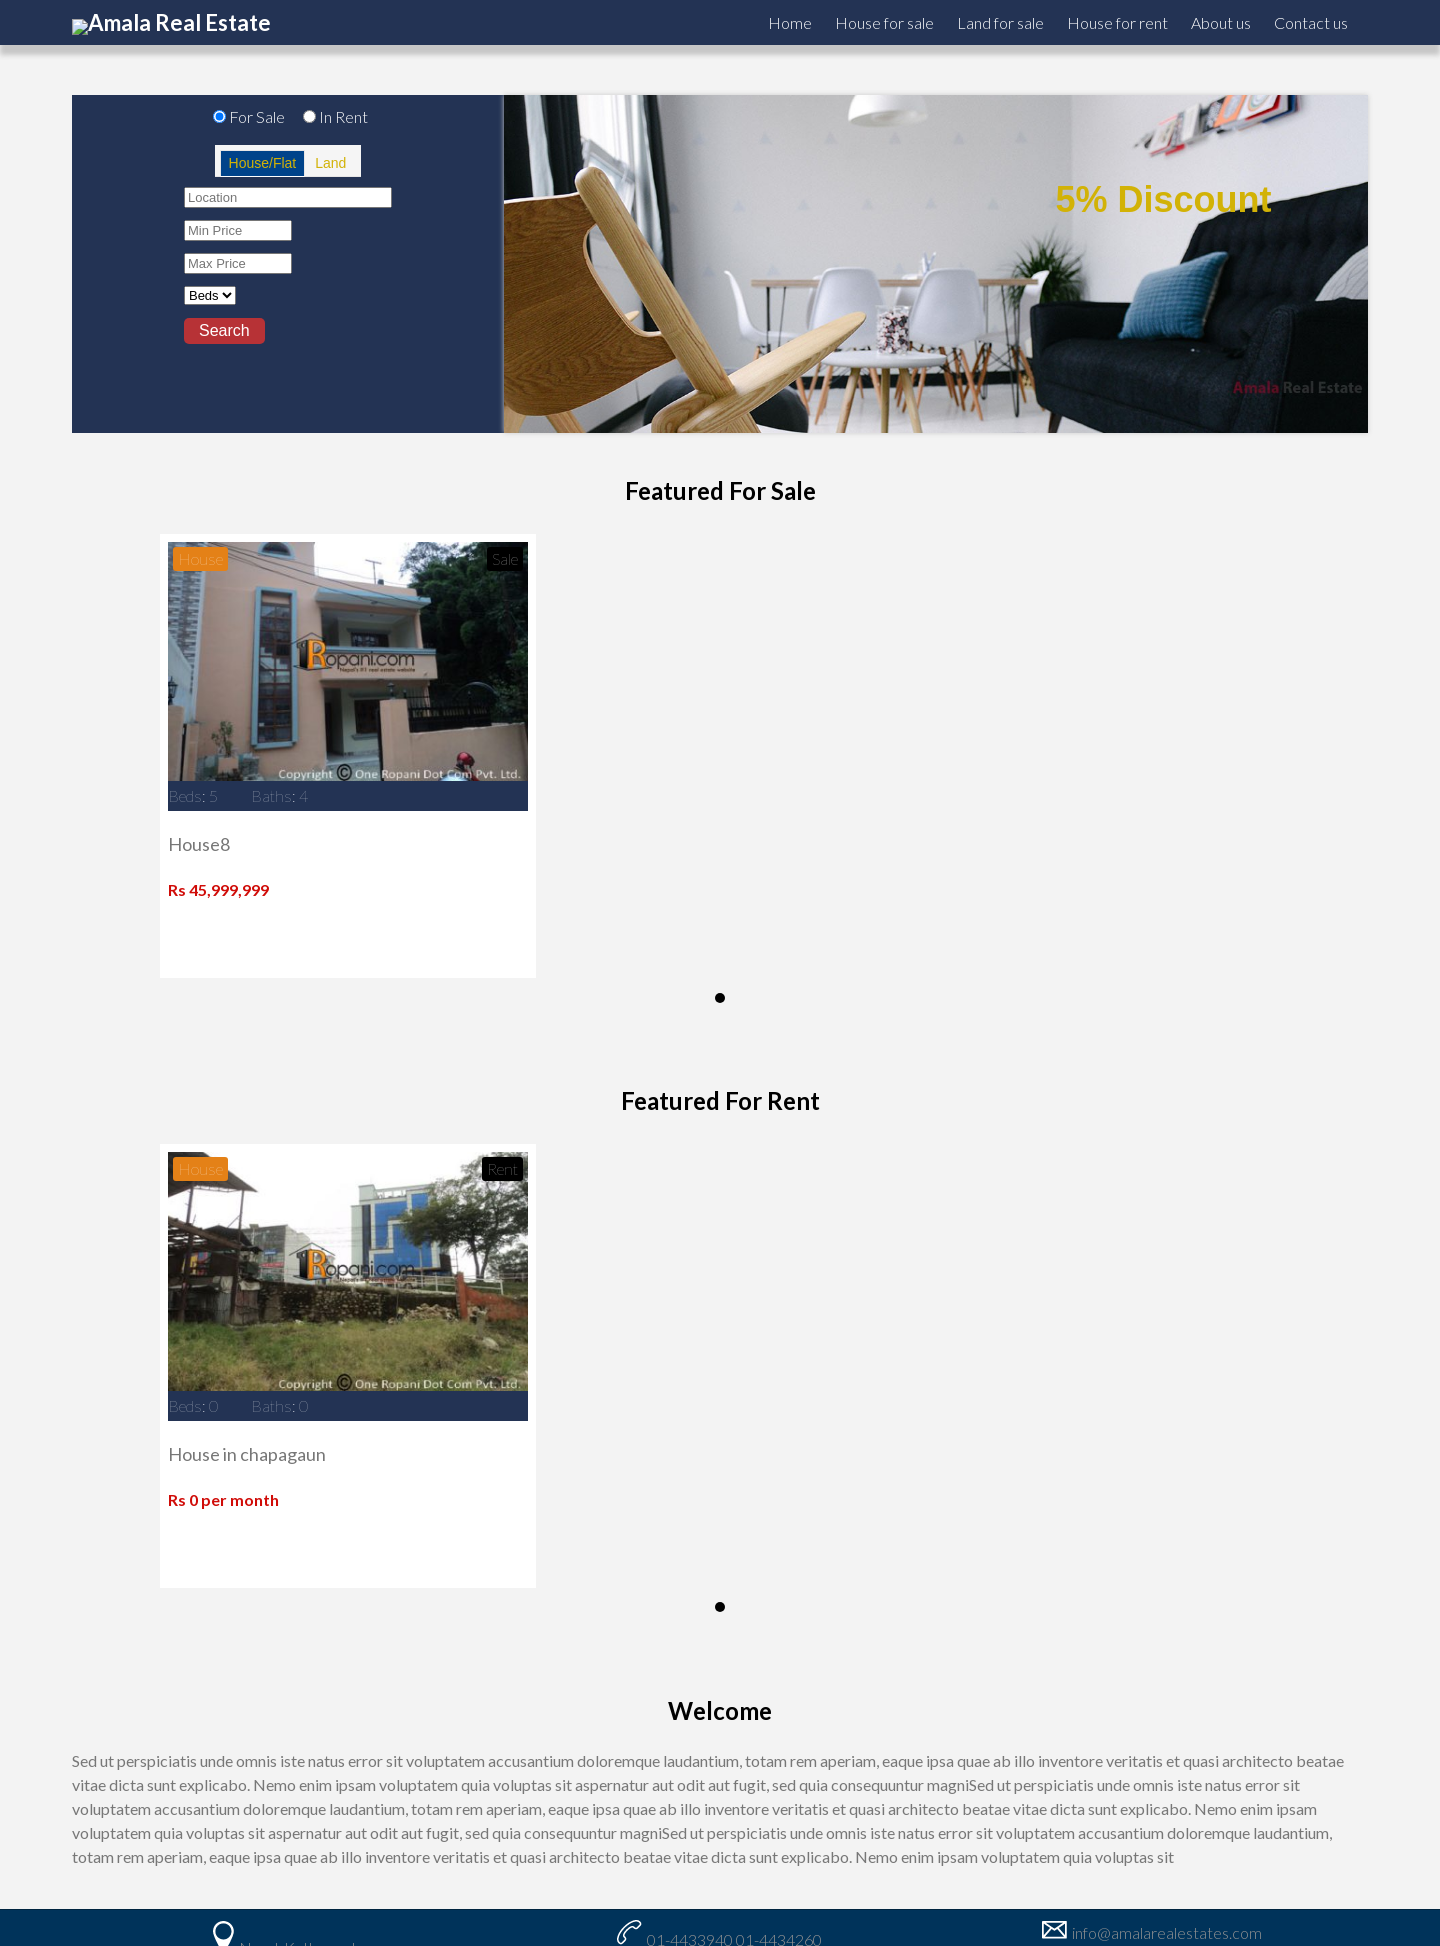 Amala Real Estate
Home House for sale Land for sale House for rent About us Contact us
For Sale In Rent
House/Flat Land
Location
Min Price
Max Price
Beds
Search
5% Discount
Amala Real Estate
Featured For Sale
House Sale
Ropani.com
Nepal's #1 real estate website
Copyright © One Ropani Dot Com Pvt. Ltd.
Beds: 5 Baths: 4
House8
Rs 45,999,999
Featured For Rent
House Rent
Ropani.com
Copyright © One Ropani Dot Com Pvt. Ltd.
Beds: 0 Baths: 0
House in chapagaun
Rs 0 per month
Welcome
Sed ut perspiciatis unde omnis iste natus error sit voluptatem accusantium doloremque laudantium, totam rem aperiam, eaque ipsa quae ab illo inventore veritatis et quasi architecto beatae
vitae dicta sunt explicabo. Nemo enim ipsam voluptatem quia voluptas sit aspernatur aut odit aut fugit, sed quia consequuntur magniSed ut perspiciatis unde omnis iste natus error sit
voluptatem accusantium doloremque laudantium, totam rem aperiam, eaque ipsa quae ab illo inventore veritatis et quasi architecto beatae vitae dicta sunt explicabo. Nemo enim ipsam
voluptatem quia voluptas sit aspernatur aut odit aut fugit, sed quia consequuntur magniSed ut perspiciatis unde omnis iste natus error sit voluptatem accusantium doloremque laudantium,
totam rem aperiam, eaque ipsa quae ab illo inventore veritatis et quasi architecto beatae vitae dicta sunt explicabo. Nemo enim ipsam voluptatem quia voluptas sit
01-4433940 01-4434260
info@amalarealestates.com